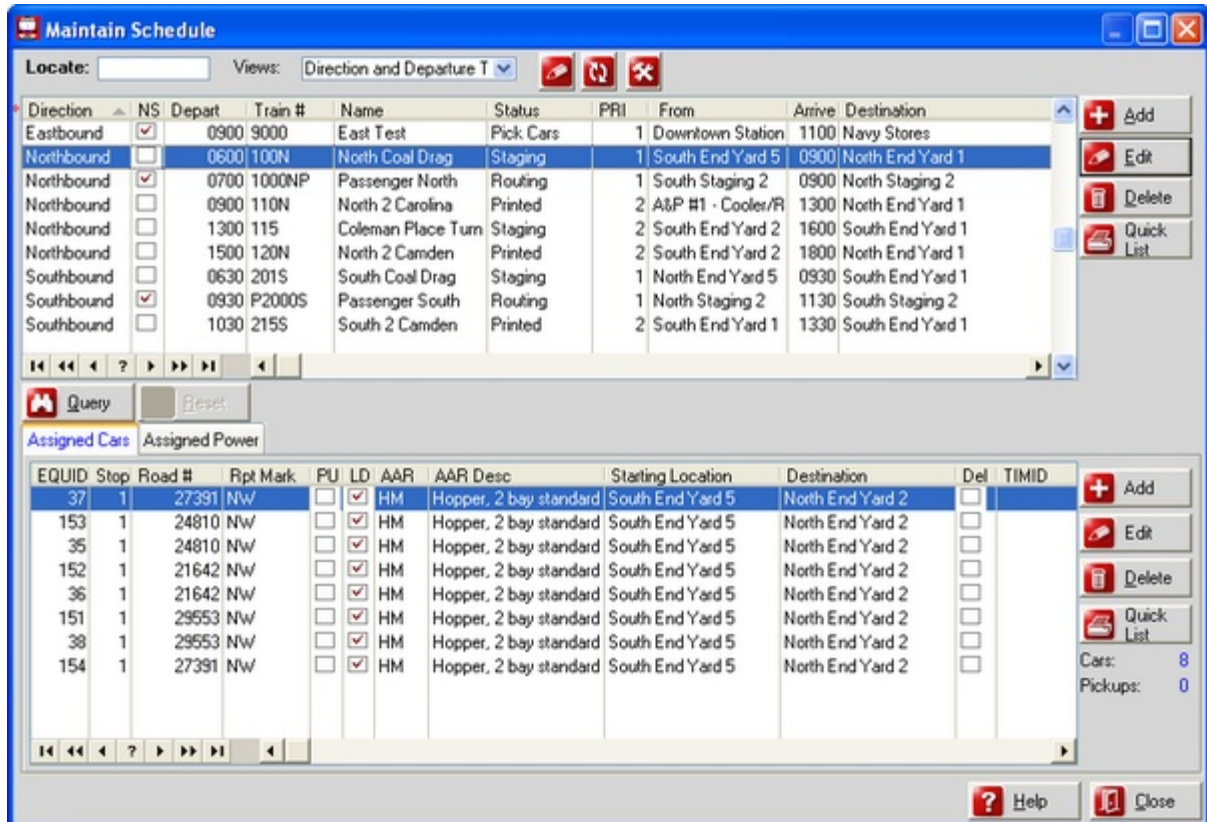 Maintain Schedule
Locate: Views: Direction and Departure T
Direction NS Depart Train # Name Status PRI From Arrive Destination
Eastbound 0900 9000 East Test Pick Cars 1 Downtown Station 1100 Navy Stores
Northbound 0600 100N North Coal Drag Staging 1 South End Yard 5 0900 North End Yard 1
Northbound 0700 1000NP Passenger North Routing 1 South Staging 2 0900 North Staging 2
Northbound 0900 110N North 2 Carolina Printed 2 A&P #1 - Cooler/R 1300 North End Yard 1
Northbound 1300 115 Coleman Place Turn Staging 2 South End Yard 2 1600 South End Yard 1
Northbound 1500 120N North 2 Camden Printed 2 South End Yard 2 1800 North End Yard 1
Southbound 0630 201S South Coal Drag Staging 1 North End Yard 5 0930 South End Yard 1
Southbound 0930 P2000S Passenger South Routing 1 North Staging 2 1130 South Staging 2
Southbound 1030 215S South 2 Camden Printed 2 South End Yard 1 1330 South End Yard 1
?
Add
Edit
Delete
Quick
List
Query Reset
Assigned Cars Assigned Power
EQUID Stop Road # Rpt Mark PU LD AAR AAR Desc Starting Location Destination Del TIMID
37 1 27391 NW HM Hopper, 2 bay standard South End Yard 5 North End Yard 2
153 1 24810 NW HM Hopper, 2 bay standard South End Yard 5 North End Yard 2
35 1 24810 NW HM Hopper, 2 bay standard South End Yard 5 North End Yard 2
152 1 21642 NW HM Hopper, 2 bay standard South End Yard 5 North End Yard 2
36 1 21642 NW HM Hopper, 2 bay standard South End Yard 5 North End Yard 2
151 1 29553 NW HM Hopper, 2 bay standard South End Yard 5 North End Yard 2
38 1 29553 NW HM Hopper, 2 bay standard South End Yard 5 North End Yard 2
154 1 27391 NW HM Hopper, 2 bay standard South End Yard 5 North End Yard 2
?
Add
Edit
Delete
Quick
List
Cars: 8
Pickups: 0
? Help Close